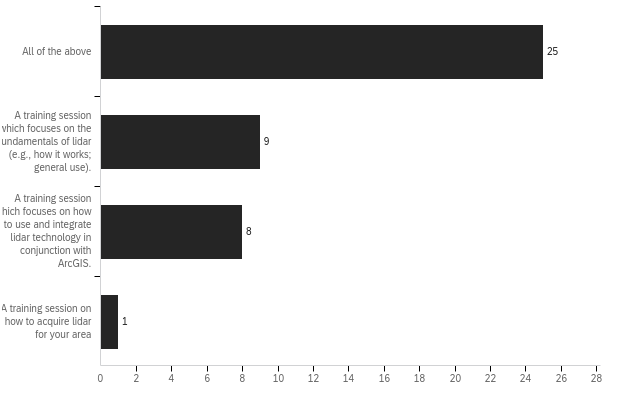 All of the above
25
A training session
which focuses on the
undamentals of lidar
(e.g., how it works;
general use).
9
A training session
hich focuses on how
to use and integrate
lidar technology in
conjunction with
ArcGIS.
8
A training session on
how to acquire lidar
for your area
1
0 2 4 6 8 10 12 14 16 18 20 22 24 26 28